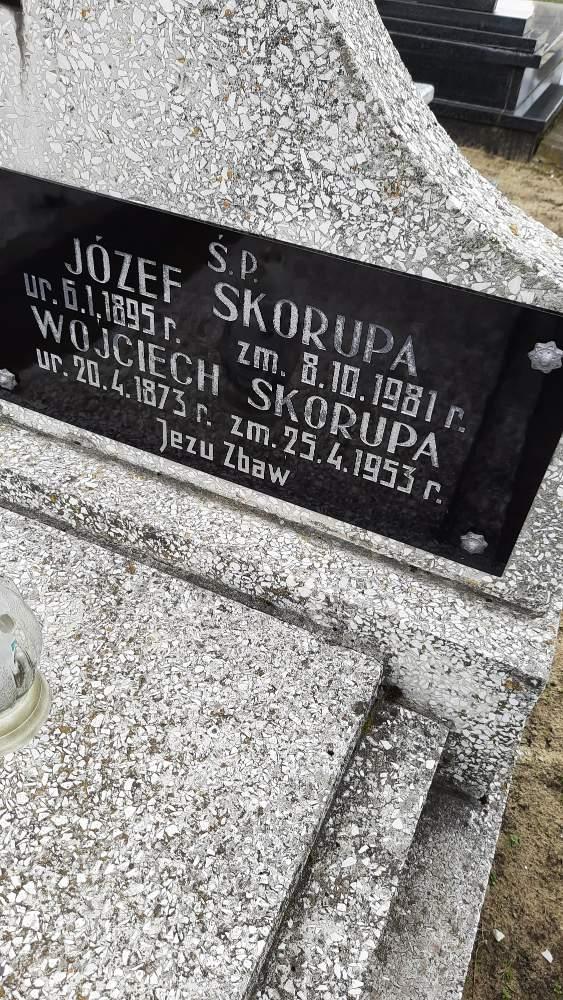 Ś.P.
JÓZEF SKORUPA
ur. 6.1.1895 r. zm. 8.10.1981 r.
WOJCIECH SKORUPA
ur. 20.4.1873 r. zm. 25.4.1953 r.
Jezu Zbaw